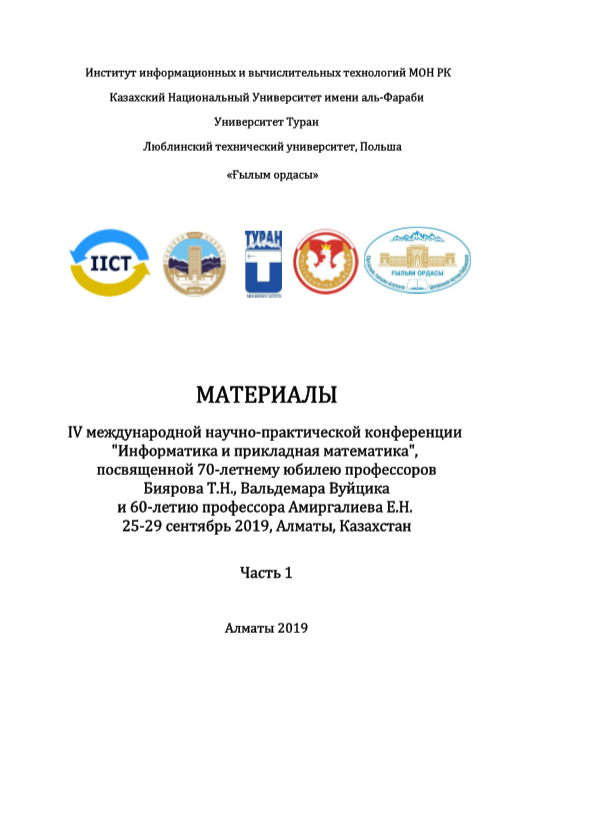 Институт информационных и вычислительных технологий МОН РК
Казахский Национальный Университет имени аль-Фараби
Университет Туран
Люблинский технический университет, Польша
«Ғылым ордасы»
IICT
ТУРАН
ҒЫЛЫМ ОРДАСЫ
МАТЕРИАЛЫ
IV международной научно-практической конференции
"Информатика и прикладная математика",
посвященной 70-летнему юбилею профессоров
Биярова Т.Н., Вальдемара Вуйцика
и 60-летию профессора Амиргалиева Е.Н.
25-29 сентябрь 2019, Алматы, Казахстан
Часть 1
Алматы 2019